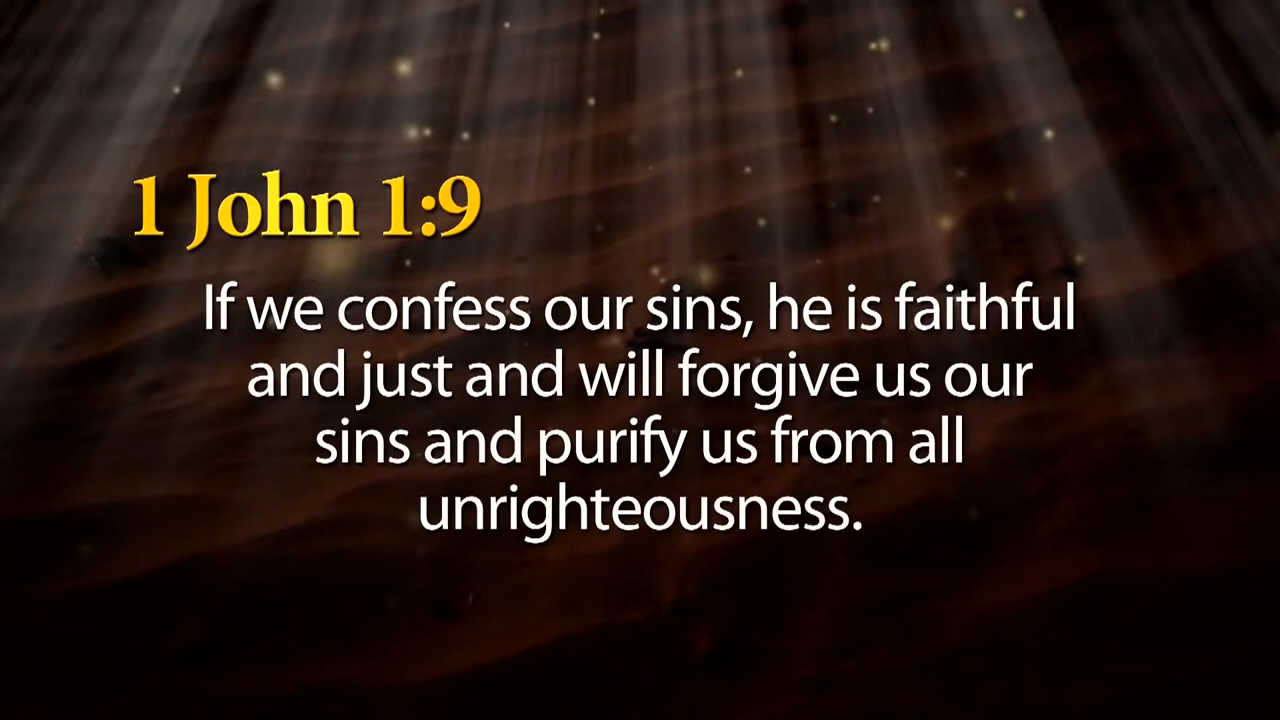 1 John 1:9
If we confess our sins, he is faithful
and just and will forgive us our
sins and purify us from all
unrighteousness.